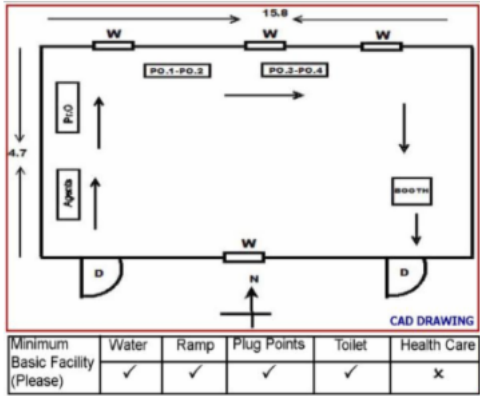 15.8
W W W
PO.1-PO.2 PO.3-PO.4
Pr.O
4.7
Agents
BOOTH
W
D D
N
CAD DRAWING
Minimum Basic Facility (Please) Water Ramp Plug Points Toilet Health Care
✓ ✓ ✓ ✓ ×